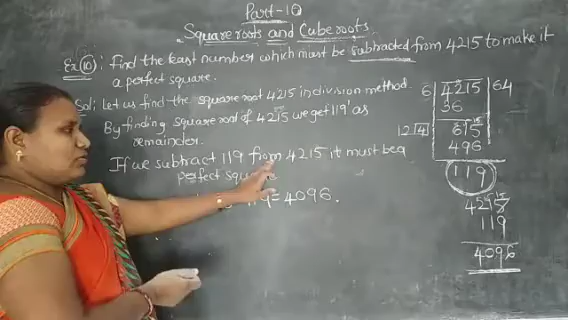 Part-10
Square roots and Cube roots
Ex 10: Find the least number which must be subtracted from 4215 to make it
a perfect square.
Sol: Let us find the square root 4215 in division method.
By finding square root of 4215 we get 119 as
remainder.
If we subtract 119 from 4215 it must be a
perfect square
= 4096.
6 4215 64
36
124 615
496
119
4215
119
4096